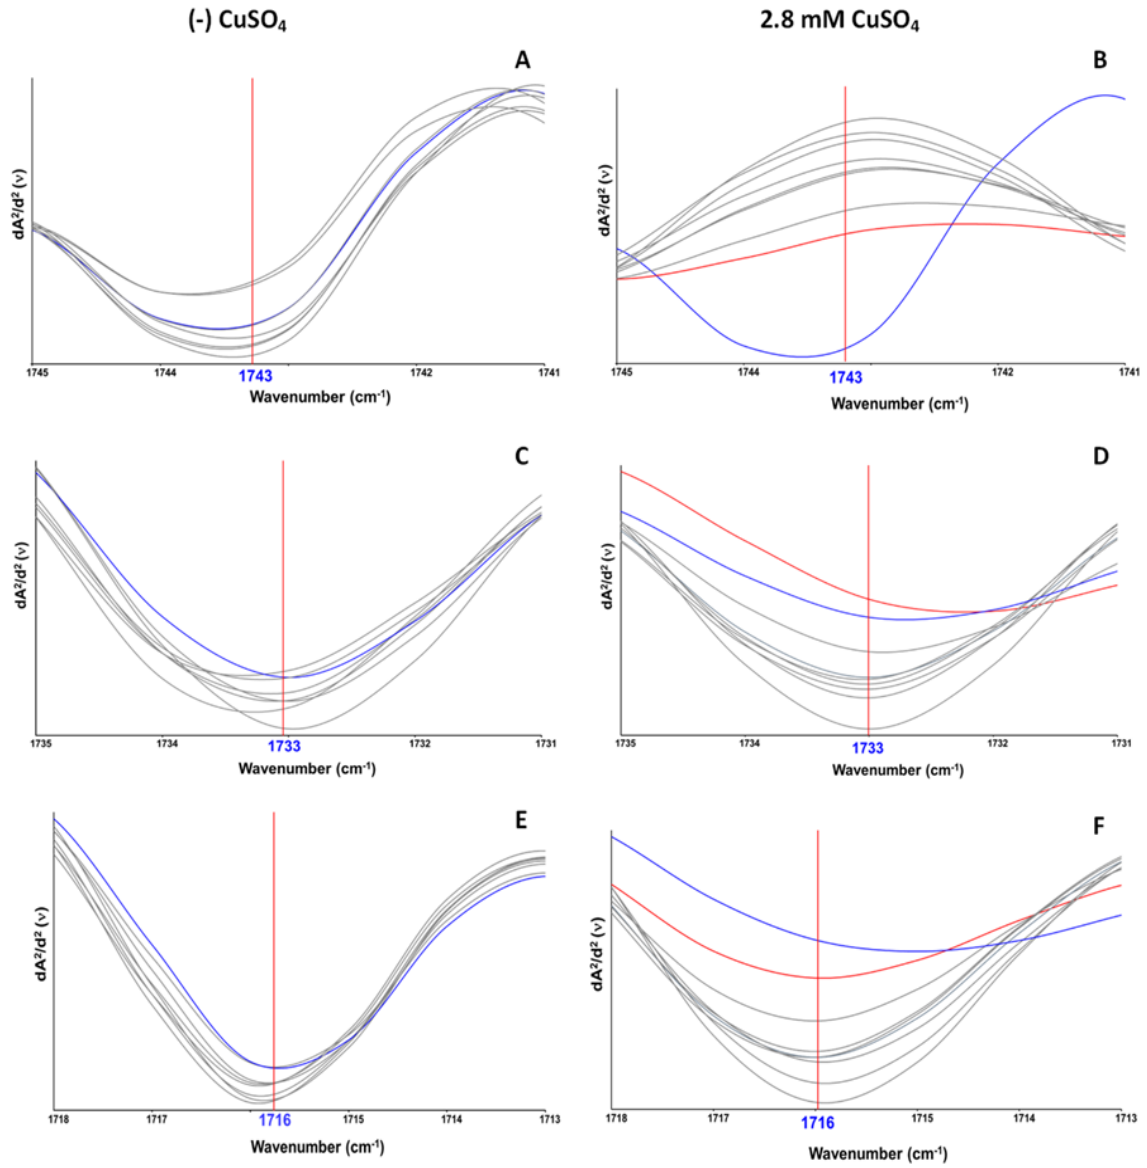 (-) CuSO₄
2.8 mM CuSO₄
A
dA²/d² (ν)
1745
1744
1743
1742
1741
Wavenumber (cm⁻¹)
B
dA²/d² (ν)
1745
1744
1743
1742
1741
Wavenumber (cm⁻¹)
C
dA²/d² (ν)
1735
1734
1733
1732
1731
Wavenumber (cm⁻¹)
D
dA²/d² (ν)
1735
1734
1733
1732
1731
Wavenumber (cm⁻¹)
E
dA²/d² (ν)
1718
1717
1716
1715
1714
1713
Wavenumber (cm⁻¹)
F
dA²/d² (ν)
1718
1717
1716
1715
1714
1713
Wavenumber (cm⁻¹)